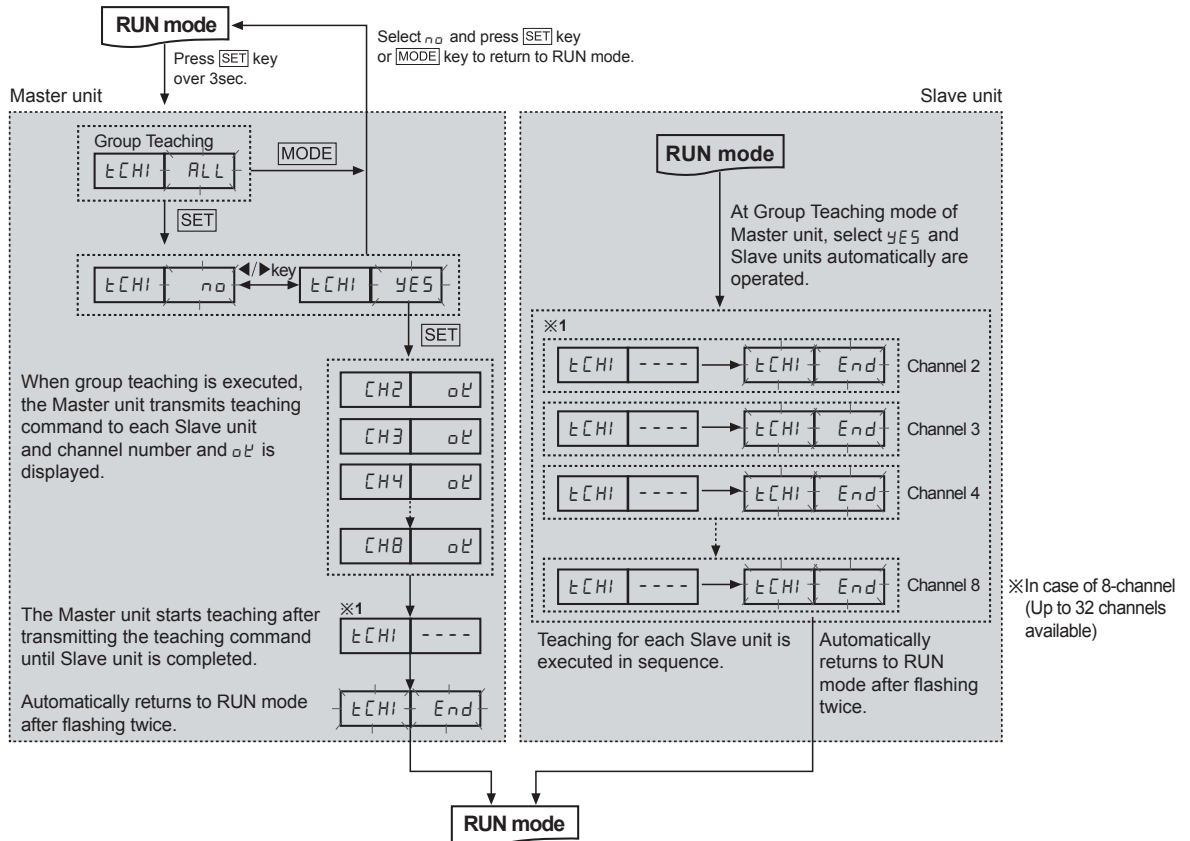 RUN mode
Press SET key
over 3sec.
Select no and press SET key
or MODE key to return to RUN mode.
Master unit
Group Teaching
tCH1 ALL
MODE
SET
tCH1 no
◀/▶key
tCH1 YES
SET
When group teaching is executed,
the Master unit transmits teaching
command to each Slave unit
and channel number and ok is
displayed.
CH2 ok
CH3 ok
CH4 ok
CH8 ok
The Master unit starts teaching after
transmitting the teaching command
until Slave unit is completed.
※1
tCH1 ----
Automatically returns to RUN mode
after flashing twice.
tCH1 End
Slave unit
RUN mode
At Group Teaching mode of
Master unit, select YES and
Slave units automatically are
operated.
※1
tCH1 ---- tCH1 End Channel 2
tCH1 ---- tCH1 End Channel 3
tCH1 ---- tCH1 End Channel 4
tCH1 ---- tCH1 End Channel 8
Teaching for each Slave unit is
executed in sequence.
Automatically
returns to RUN
mode after flashing
twice.
※In case of 8-channel
(Up to 32 channels
available)
RUN mode